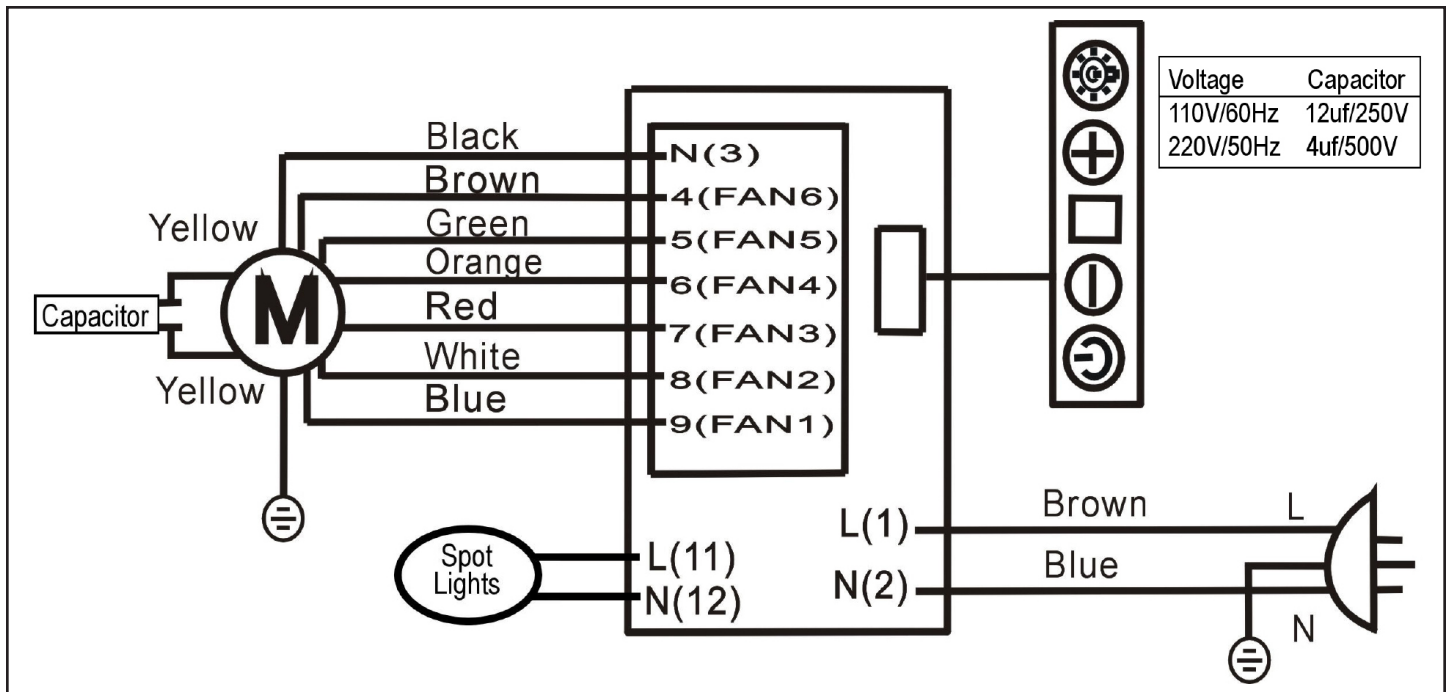 Voltage Capacitor
110V/60Hz 12uf/250V
220V/50Hz 4uf/500V
Black
N(3)
Brown
4(FAN6)
Yellow
Green
5(FAN5)
Orange
6(FAN4)
Capacitor
M
Red
7(FAN3)
White
8(FAN2)
Yellow
Blue
9(FAN1)
L(1)
Brown
L
Spot
Lights
L(11)
N(12)
N(2)
Blue
N